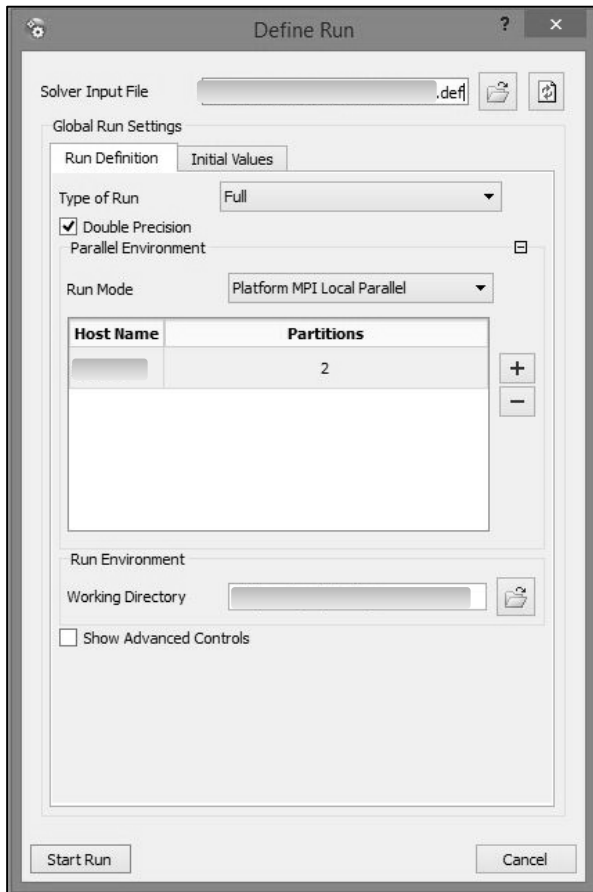 Define Run ? ×
Solver Input File .def
Global Run Settings
Run Definition Initial Values
Type of Run Full
Double Precision
Parallel Environment
Run Mode Platform MPI Local Parallel
Host Name Partitions
2
+
−
Run Environment
Working Directory
Show Advanced Controls
Start Run Cancel